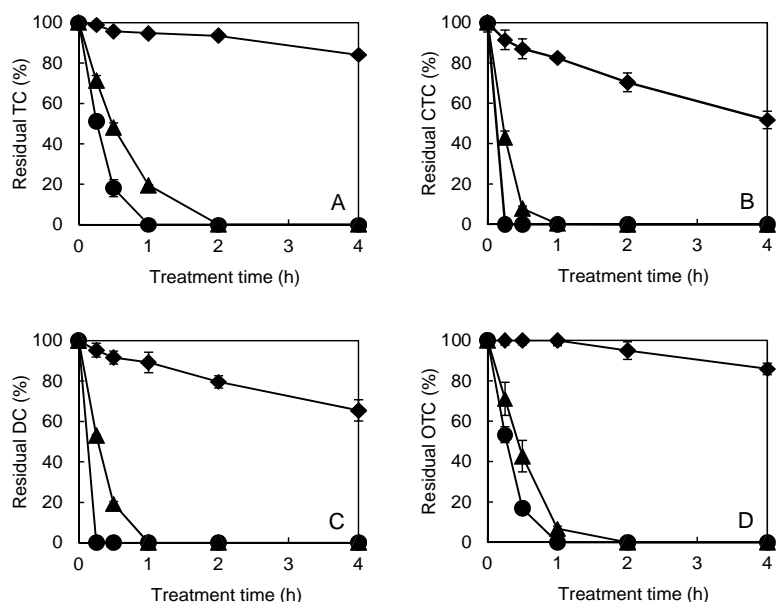 100
80
60
40
20
0
Residual TC (%)
A
0 1 2 3 4
Treatment time (h)
100
80
60
40
20
0
Residual CTC (%)
B
0 1 2 3 4
Treatment time (h)
100
80
60
40
20
0
Residual DC (%)
C
0 1 2 3 4
Treatment time (h)
100
80
60
40
20
0
Residual OTC (%)
D
0 1 2 3 4
Treatment time (h)